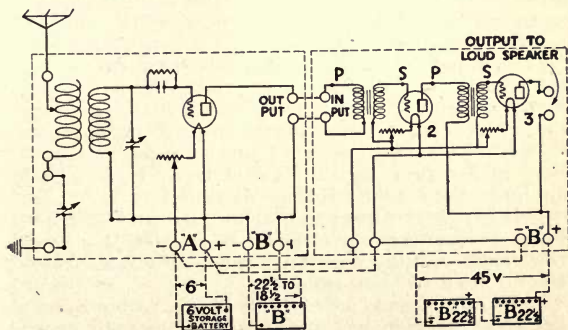 OUTPUT TO
LOUD SPEAKER
P S P S
OUT
PUT
IN
PUT
2
3
- "A" + - "B" +
- "B" +
6
22½ TO
18½
45 V
6 VOLT
STORAGE
BATTERY
"B"
"B" 22½
"B" 22½